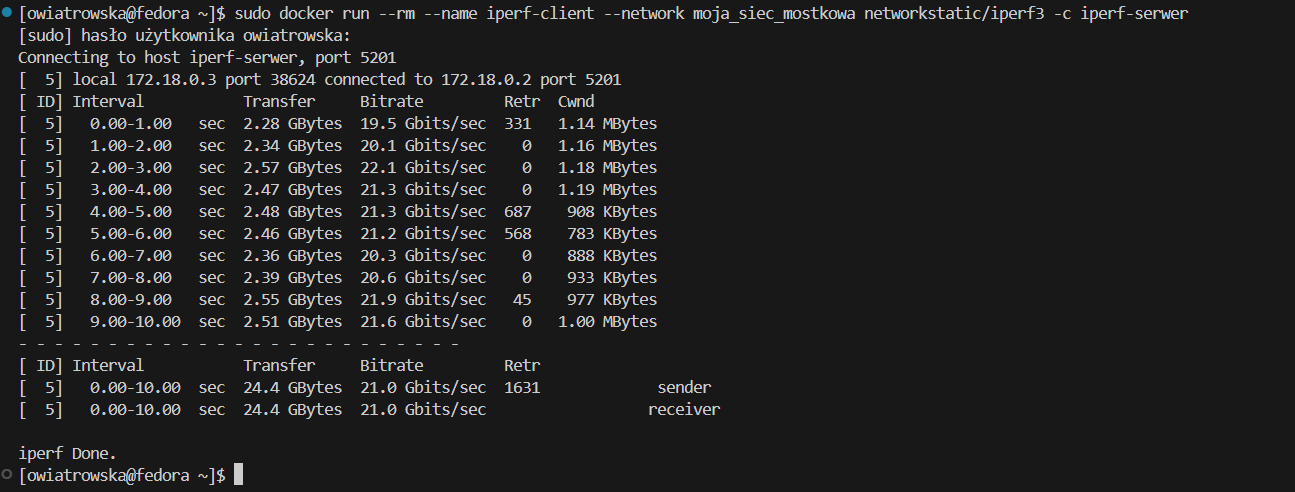 [owiatrowska@fedora ~]$ sudo docker run --rm --name iperf-client --network moja_siec_mostkowa networkstatic/iperf3 -c iperf-serwer
[sudo] hasło użytkownika owiatrowska:
Connecting to host iperf-serwer, port 5201
[  5] local 172.18.0.3 port 38624 connected to 172.18.0.2 port 5201
[ ID] Interval           Transfer     Bitrate         Retr  Cwnd
[  5]   0.00-1.00   sec  2.28 GBytes  19.5 Gbits/sec  331   1.14 MBytes
[  5]   1.00-2.00   sec  2.34 GBytes  20.1 Gbits/sec    0   1.16 MBytes
[  5]   2.00-3.00   sec  2.57 GBytes  22.1 Gbits/sec    0   1.18 MBytes
[  5]   3.00-4.00   sec  2.47 GBytes  21.3 Gbits/sec    0   1.19 MBytes
[  5]   4.00-5.00   sec  2.48 GBytes  21.3 Gbits/sec  687    908 KBytes
[  5]   5.00-6.00   sec  2.46 GBytes  21.2 Gbits/sec  568    783 KBytes
[  5]   6.00-7.00   sec  2.36 GBytes  20.3 Gbits/sec    0    888 KBytes
[  5]   7.00-8.00   sec  2.39 GBytes  20.6 Gbits/sec    0    933 KBytes
[  5]   8.00-9.00   sec  2.55 GBytes  21.9 Gbits/sec   45    977 KBytes
[  5]   9.00-10.00  sec  2.51 GBytes  21.6 Gbits/sec    0   1.00 MBytes
- - - - - - - - - - - - - - - - - - - - - - - - -
[ ID] Interval           Transfer     Bitrate         Retr
[  5]   0.00-10.00  sec  24.4 GBytes  21.0 Gbits/sec  1631             sender
[  5]   0.00-10.00  sec  24.4 GBytes  21.0 Gbits/sec                  receiver

iperf Done.
[owiatrowska@fedora ~]$